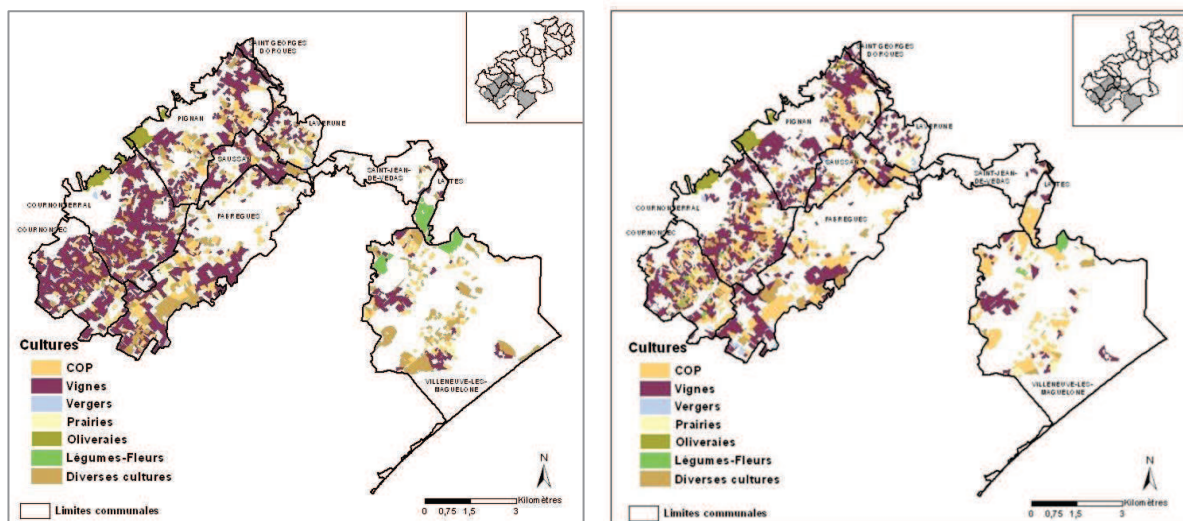 SAINT GEORGES
D'ORQUES
PIGNAN
LAVERUNE
SAUSSAN
SAINT-JEAN-
DE-VEDAS
LATTES
COURNONTERRAL
FABREGUES
COURNONSEC
VILLENEUVE-LES-
MAGUELONE
Cultures
COP
Vignes
Vergers
Prairies
Oliveraies
Légumes-Fleurs
Diverses cultures
Limites communales
N
Kilomètres
0 0,75 1,5 3
SAINT GEORGES
D'ORQUES
PIGNAN
LAVERUNE
SAUSSAN
SAINT-JEAN-
DE-VEDAS
LATTES
COURNONTERRAL
FABREGUES
COURNONSEC
VILLENEUVE-LES-
MAGUELONE
Cultures
COP
Vignes
Vergers
Prairies
Oliveraies
Légumes-Fleurs
Diverses cultures
Limites communales
N
Kilomètres
0 0,75 1,5 3